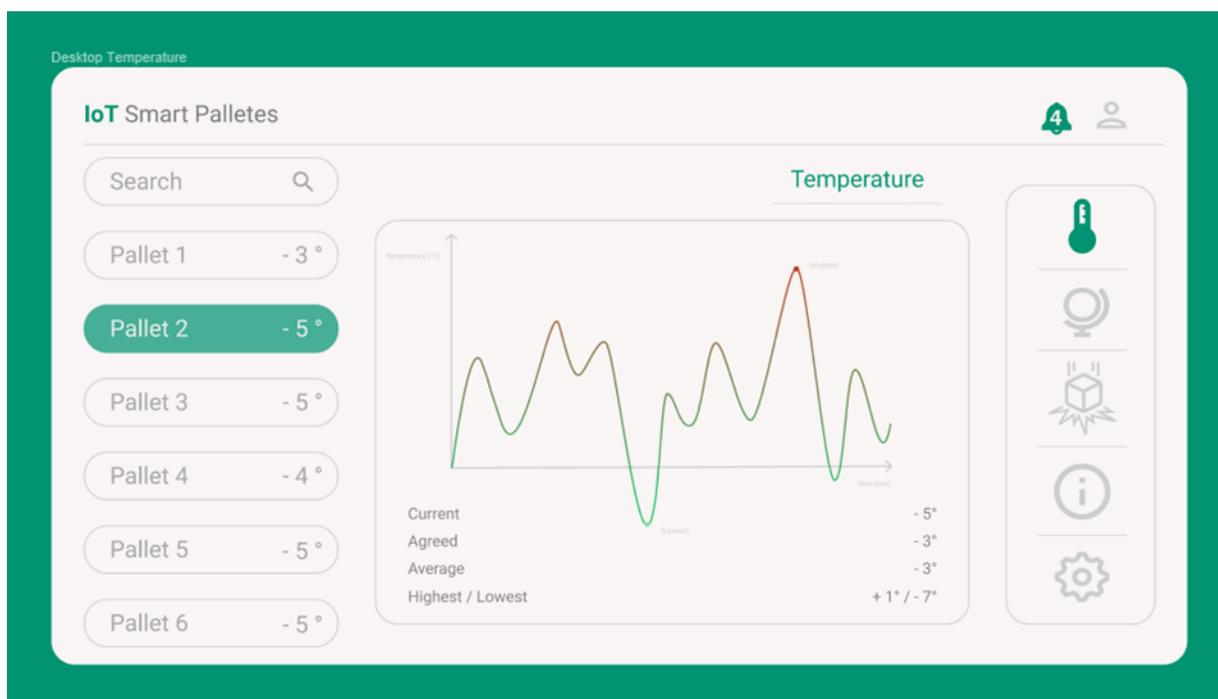 Desktop Temperature
IoT Smart Palletes
4
Search
Temperature
Pallet 1 - 3 °
Pallet 2 - 5 °
Pallet 3 - 5 °
Pallet 4 - 4 °
Pallet 5 - 5 °
Pallet 6 - 5 °
Temperature (°C)
(Highest)
Time (min)
(Lowest)
Current - 5°
Agreed - 3°
Average - 3°
Highest / Lowest + 1° / - 7°